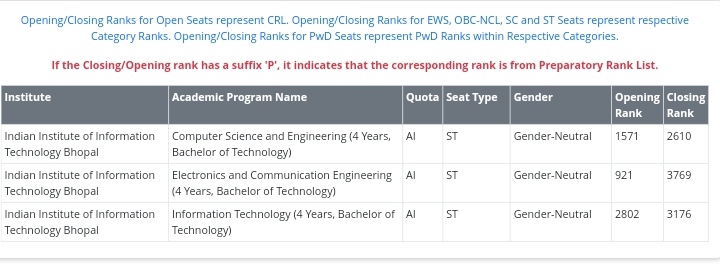 Opening/Closing Ranks for Open Seats represent CRL. Opening/Closing Ranks for EWS, OBC-NCL, SC and ST Seats represent respective
Category Ranks. Opening/Closing Ranks for PwD Seats represent PwD Ranks within Respective Categories.
If the Closing/Opening rank has a suffix 'P', it indicates that the corresponding rank is from Preparatory Rank List.
Institute Academic Program Name Quota Seat Type Gender Opening Closing
Rank Rank
Indian Institute of Information Computer Science and Engineering (4 Years, AI ST Gender-Neutral 1571 2610
Technology Bhopal Bachelor of Technology)
Indian Institute of Information Electronics and Communication Engineering AI ST Gender-Neutral 921 3769
Technology Bhopal (4 Years, Bachelor of Technology)
Indian Institute of Information Information Technology (4 Years, Bachelor of AI ST Gender-Neutral 2802 3176
Technology Bhopal Technology)